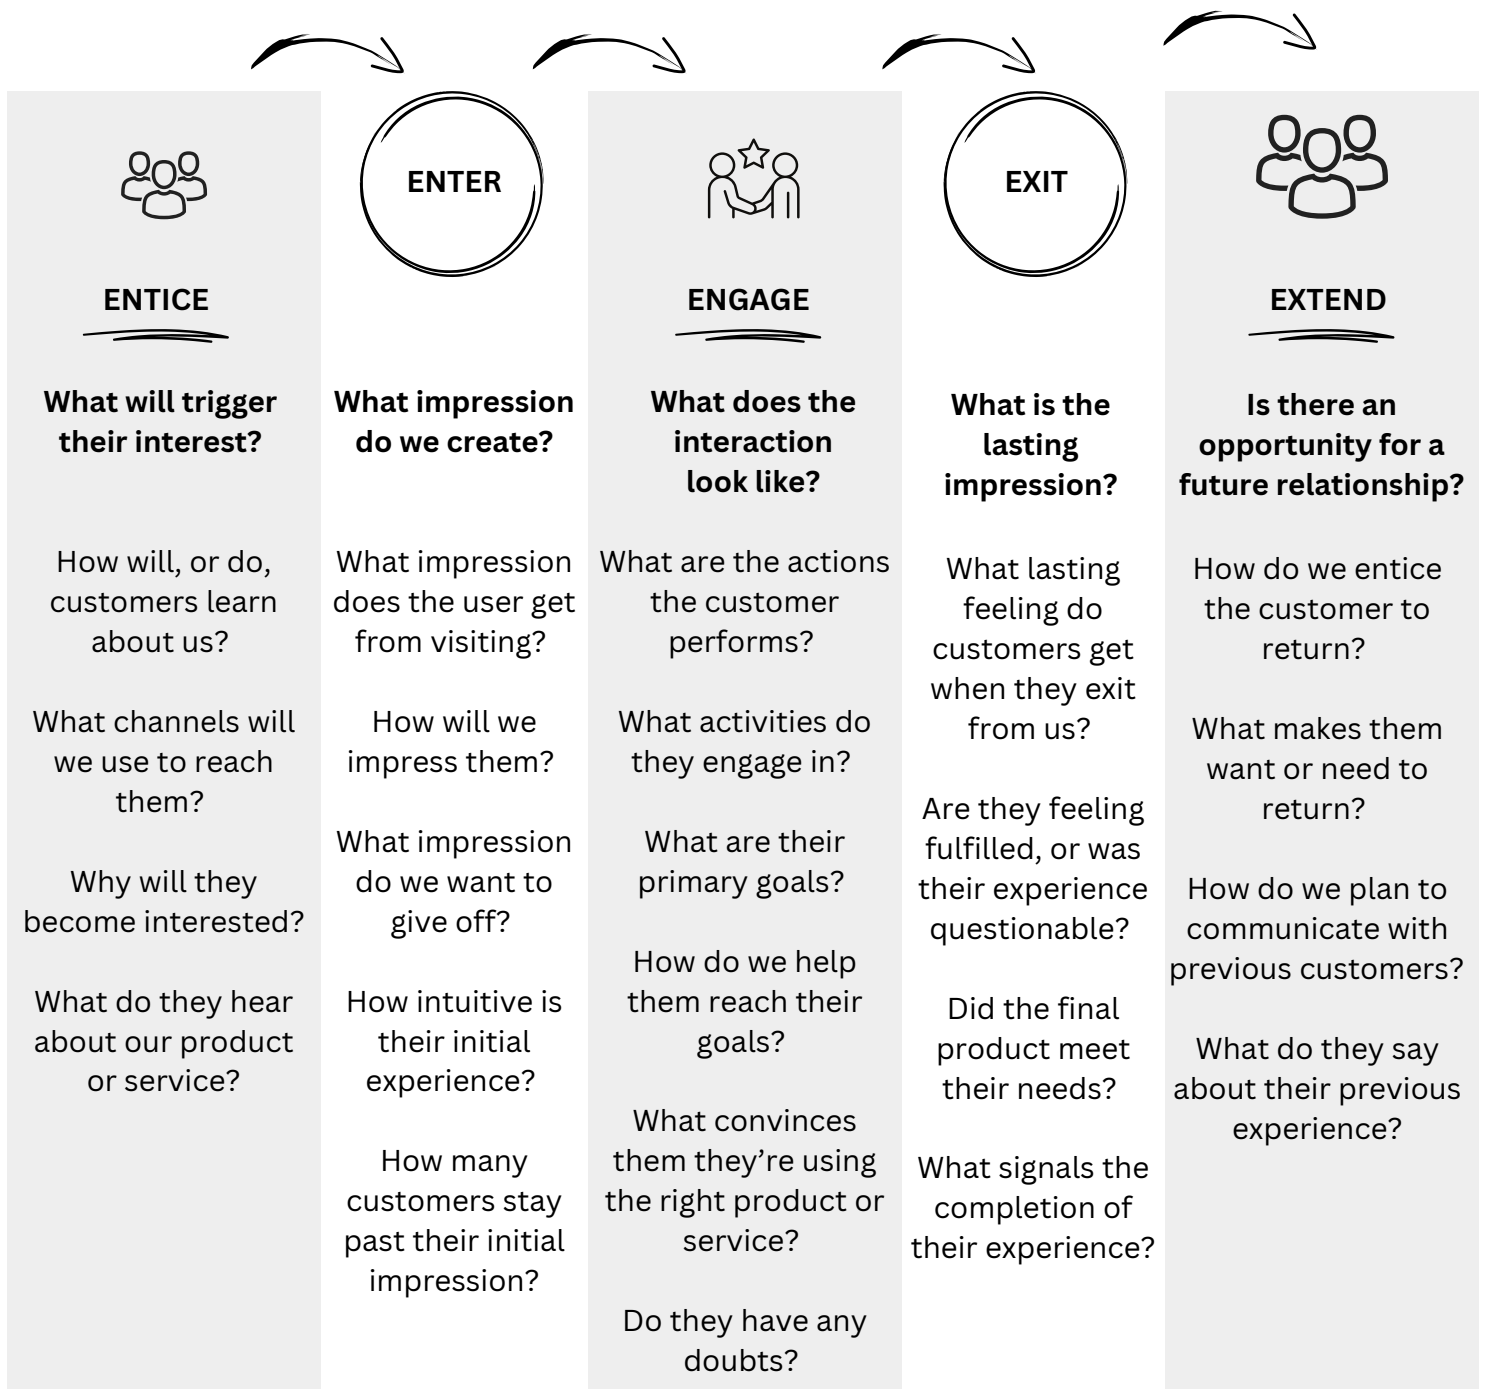 ENTICE
What will trigger
their interest?
How will, or do,
customers learn
about us?
What channels will
we use to reach
them?
Why will they
become interested?
What do they hear
about our product
or service?
ENTER
What impression
do we create?
What impression
does the user get
from visiting?
How will we
impress them?
What impression
do we want to
give off?
How intuitive is
their initial
experience?
How many
customers stay
past their initial
impression?
ENGAGE
What does the
interaction
look like?
What are the actions
the customer
performs?
What activities do
they engage in?
What are their
primary goals?
How do we help
them reach their
goals?
What convinces
them they’re using
the right product or
service?
Do they have any
doubts?
EXIT
What is the
lasting
impression?
What lasting
feeling do
customers get
when they exit
from us?
Are they feeling
fulfilled, or was
their experience
questionable?
Did the final
product meet
their needs?
What signals the
completion of
their experience?
EXTEND
Is there an
opportunity for a
future relationship?
How do we entice
the customer to
return?
What makes them
want or need to
return?
How do we plan to
communicate with
previous customers?
What do they say
about their previous
experience?